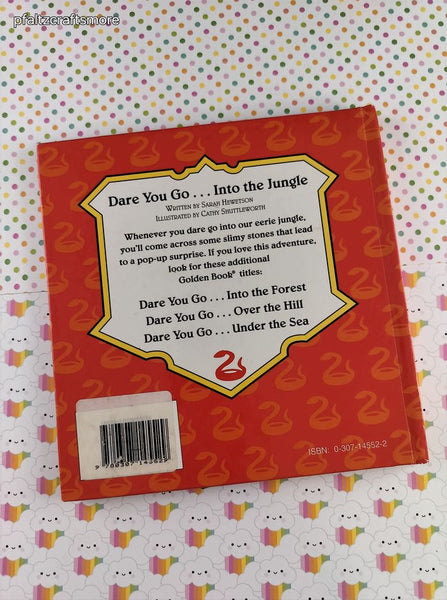 pfaltzcraftsmore
Dare You Go . . . Into the Jungle
Written by Sarah Hewetson
Illustrated by Cathy Shuttleworth
Whenever you dare go into our eerie jungle,
you'll come across some slimy stones that lead
to a pop-up surprise. If you love this adventure,
look for these additional
Golden Book® titles:
Dare You Go . . . Into the Forest
Dare You Go . . . Over the Hill
Dare You Go . . . Under the Sea
ISBN: 0-307-14552-2